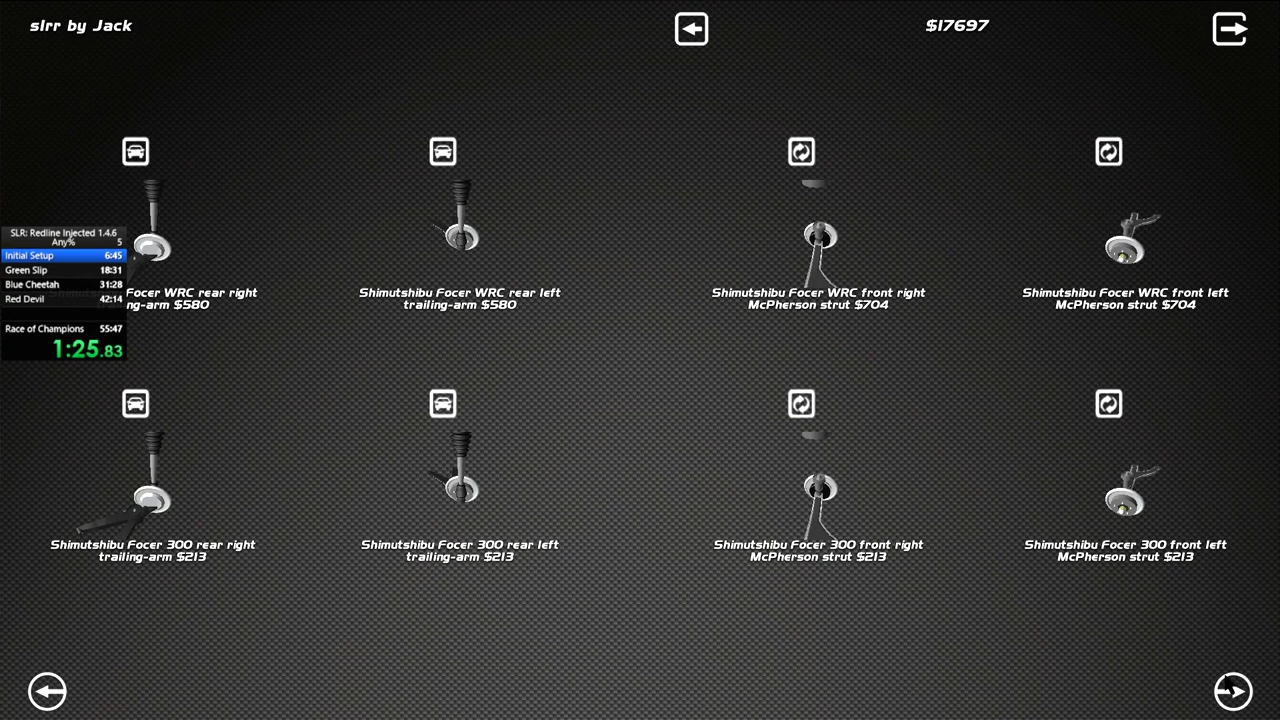 slrr by Jack
$17697
SLR: Redline Injected 1.4.6
Any% 5
Initial Setup 6:45
Green Slip 18:31
Blue Cheetah 31:28
Red Devil 42:14
Race of Champions 55:47
1:25.83
Focer WRC rear right
ng-arm $580
Shimutshibu Focer WRC rear left
trailing-arm $580
Shimutshibu Focer WRC front right
McPherson strut $704
Shimutshibu Focer WRC front left
McPherson strut $704
Shimutshibu Focer 300 rear right
trailing-arm $213
Shimutshibu Focer 300 rear left
trailing-arm $213
Shimutshibu Focer 300 front right
McPherson strut $213
Shimutshibu Focer 300 front left
McPherson strut $213